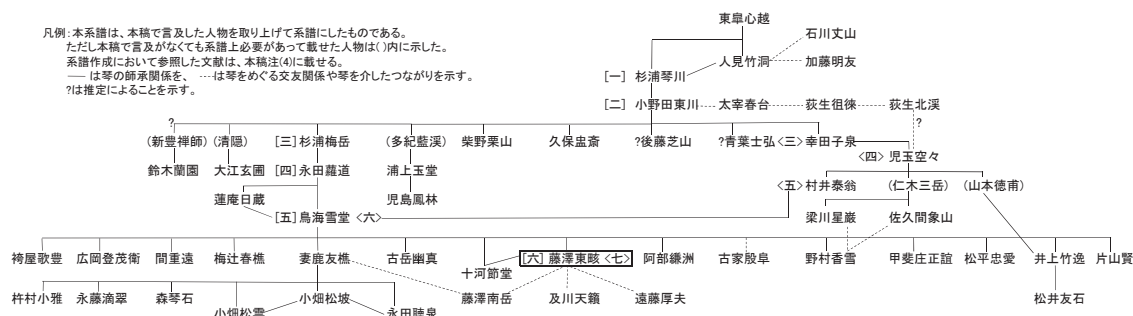 東皐心越
凡例：本系譜は、本稿で言及した人物を取り上げて系譜にしたものである。
ただし本稿で言及がなくても系譜上必要があって載せた人物は( )内に示した。
系譜作成において参照した文献は、本稿注(4)に載せる。
── は琴の師承関係を、 ----は琴をめぐる交友関係や琴を介したつながりを示す。
?は推定によることを示す。
石川丈山
[一] 杉浦琴川 人見竹洞 加藤明友
[二] 小野田東川 太宰春台 荻生徂徠 荻生北渓
? ?
(新豊禅師) (清隠) [三] 杉浦梅岳 (多紀藍渓) 柴野栗山 久保盅斎 ?後藤芝山 ?青葉士弘 <三> 幸田子泉
<四> 児玉空々
鈴木蘭園 大江玄圃 [四] 永田蘿道 浦上玉堂
蓮庵日蔵 児島鳳林 <五> 村井泰翁 (仁木三岳) (山本徳甫)
[五] 鳥海雪堂 <六> 梁川星巌 佐久間象山
袴屋歌豊 広岡登茂衛 間重遠 梅辻春樵 妻鹿友樵 古岳幽真 十河節堂 [六] 藤澤東畡 <七> 阿部縑洲 古家殷阜 野村香雪 甲斐庄正誼 松平忠愛 井上竹逸 片山賢
杵村小雅 永藤滴翠 森琴石 小畑松雲 小畑松坡 永田聴泉 藤澤南岳 及川天籟 遠藤厚夫 松井友石